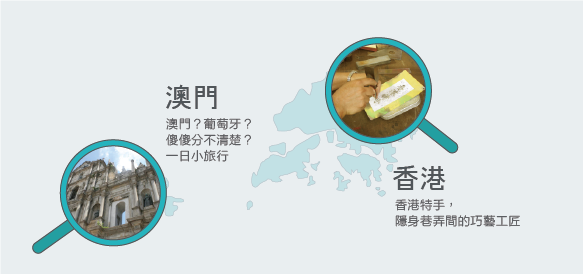 澳門
澳門？葡萄牙？
傻傻分不清楚？
一日小旅行
香港
香港特手，
隱身巷弄間的巧藝工匠